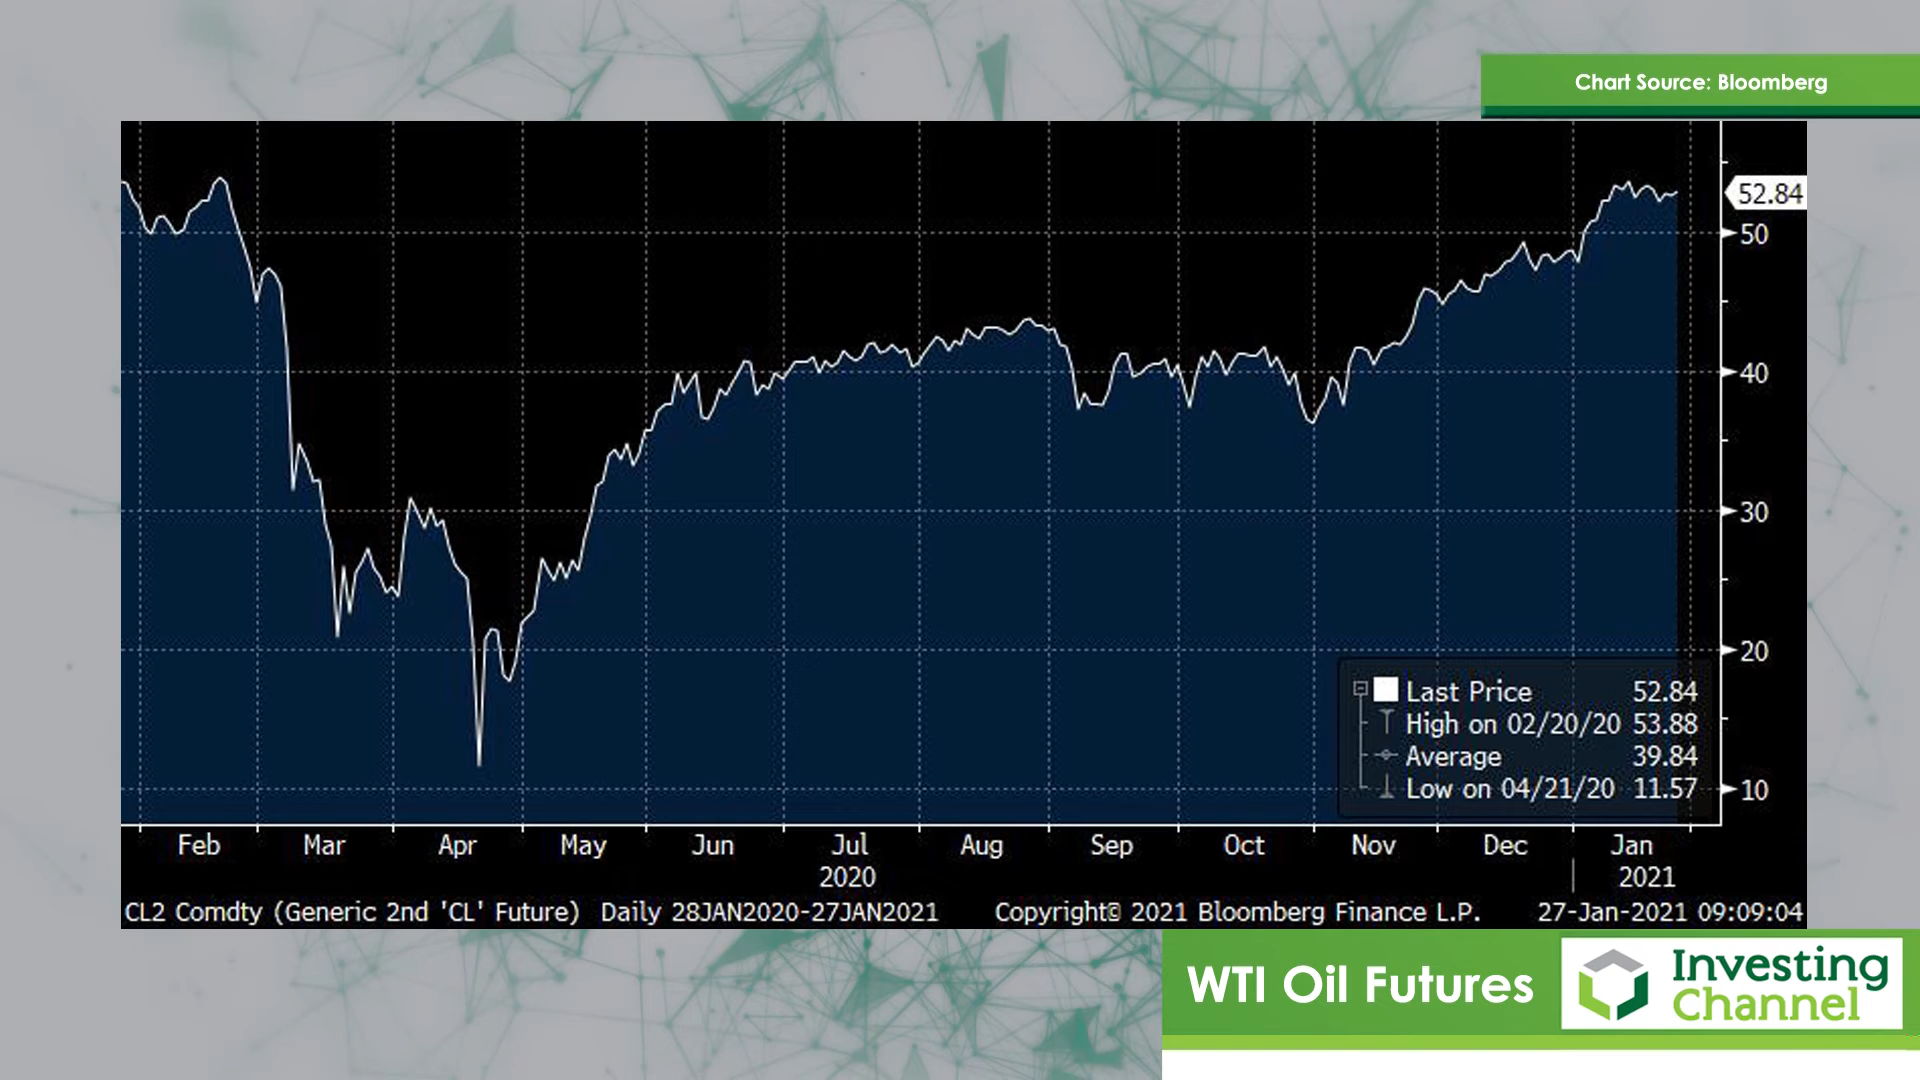 Chart Source: Bloomberg
52.84
50
40
30
20
10
Last Price 52.84
High on 02/20/20 53.88
Average 39.84
Low on 04/21/20 11.57
Feb Mar Apr May Jun Jul Aug Sep Oct Nov Dec Jan
2020 2021
CL2 Comdty (Generic 2nd 'CL' Future) Daily 28JAN2020-27JAN2021 Copyright© 2021 Bloomberg Finance L.P. 27-Jan-2021 09:09:04
WTI Oil Futures
Investing
Channel